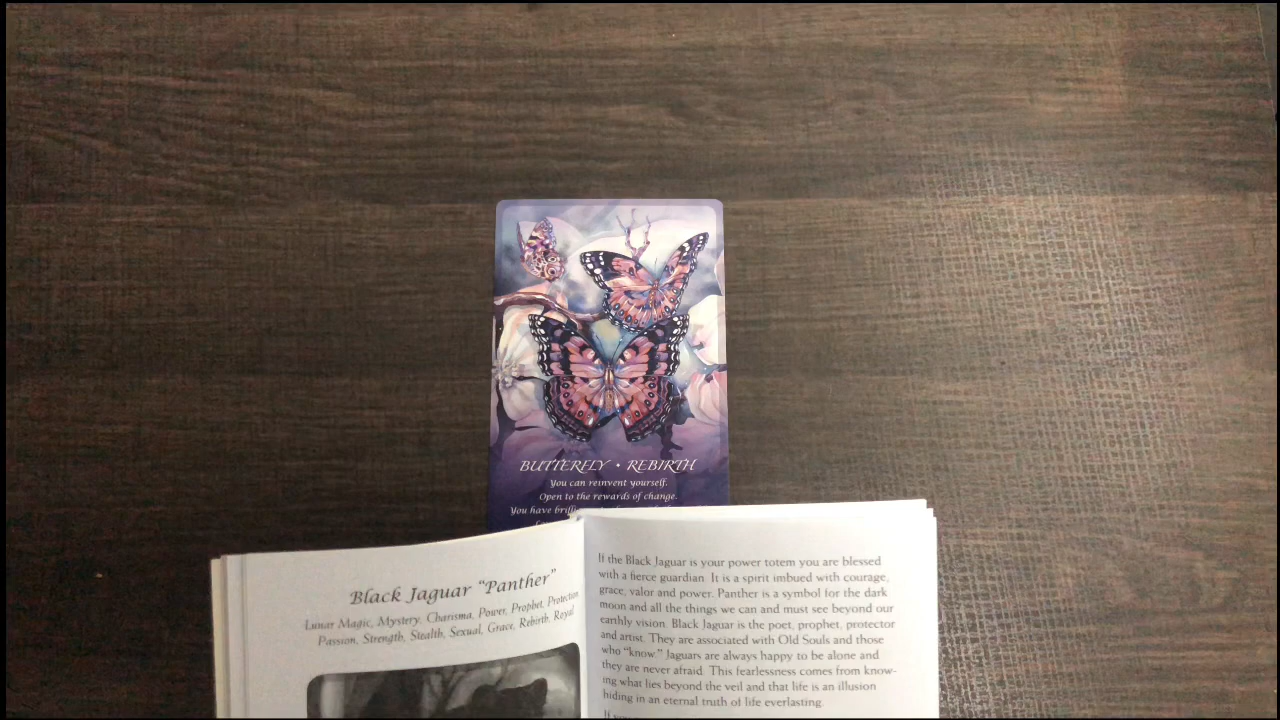 BUTTERFLY • REBIRTH
You can reinvent yourself.
Open to the rewards of change.
You have
Black Jaguar “Panther”
Lunar Magic, Mystery, Charisma, Power, Prophet, Protection
Passion, Strength, Stealth, Sexual, Grace, Rebirth, Royal
If the Black Jaguar is your power totem you are blessed
with a fierce guardian. It is a spirit imbued with courage,
grace, valor and power. Panther is a symbol for the dark
moon and all the things we can and must see beyond our
earthly vision. Black Jaguar is the poet, prophet, protector
and artist. They are associated with Old Souls and those
who “know.” Jaguars are always happy to be alone and
they are never afraid. This fearlessness comes from know-
ing what lies beyond the veil and that life is an illusion
hiding in an eternal truth of life everlasting.
If